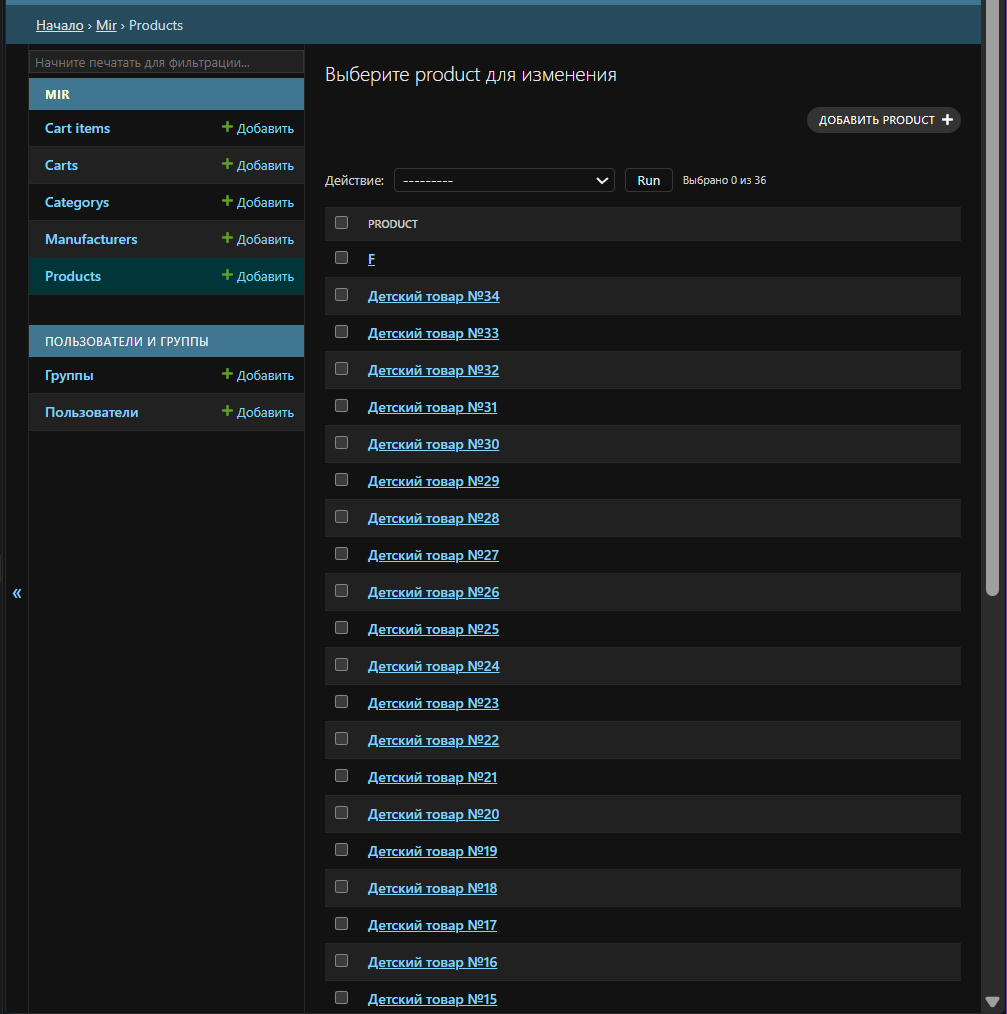 Начало › Mir › Products
Начните печатать для фильтрации...
MIR
Cart items + Добавить
Carts + Добавить
Categorys + Добавить
Manufacturers + Добавить
Products + Добавить
ПОЛЬЗОВАТЕЛИ И ГРУППЫ
Группы + Добавить
Пользователи + Добавить
«
Выберите product для изменения
ДОБАВИТЬ PRODUCT +
Действие: --------- Run Выбрано 0 из 36
PRODUCT
F
Детский товар №34
Детский товар №33
Детский товар №32
Детский товар №31
Детский товар №30
Детский товар №29
Детский товар №28
Детский товар №27
Детский товар №26
Детский товар №25
Детский товар №24
Детский товар №23
Детский товар №22
Детский товар №21
Детский товар №20
Детский товар №19
Детский товар №18
Детский товар №17
Детский товар №16
Детский товар №15